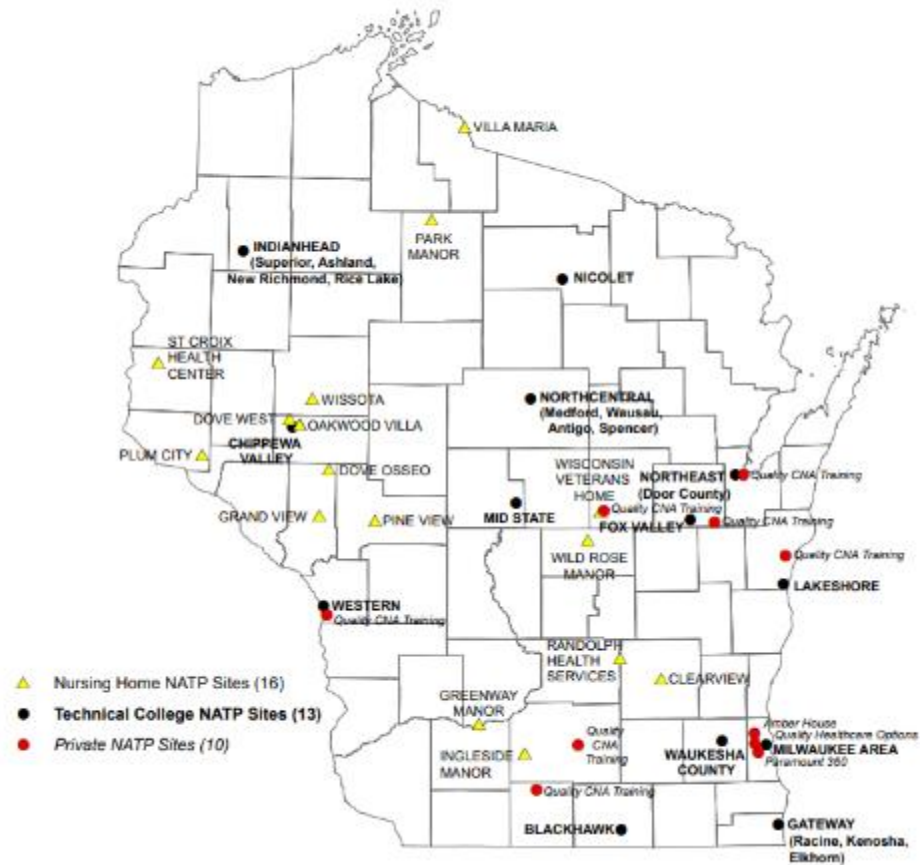 VILLA MARIA
PARK
MANOR
INDIANHEAD
(Superior, Ashland,
New Richmond, Rice Lake)
NICOLET
ST CROIX
HEALTH
CENTER
WISSOTA
DOVE WEST
OAKWOOD VILLA
CHIPPEWA
VALLEY
PLUM CITY
DOVE OSSEO
GRAND VIEW
PINE VIEW
NORTHCENTRAL
(Medford, Wausau,
Antigo, Spencer)
WISCONSIN
VETERANS
HOME
Quality CNA Training
NORTHEAST
(Door County)
Quality CNA Training
MID STATE
FOX VALLEY
Quality CNA Training
WILD ROSE
MANOR
Quality CNA Training
LAKESHORE
WESTERN
Quality CNA Training
RANDOLPH
HEALTH
SERVICES
CLEARVIEW
GREENWAY
MANOR
INGLESIDE
MANOR
Quality
CNA
Training
WAUKESHA
COUNTY
Amber House
Quality Healthcare Options
MILWAUKEE AREA
Paramount 360
Quality CNA Training
BLACKHAWK
GATEWAY
(Racine, Kenosha,
Elkhorn)
Nursing Home NATP Sites (16)
Technical College NATP Sites (13)
Private NATP Sites (10)